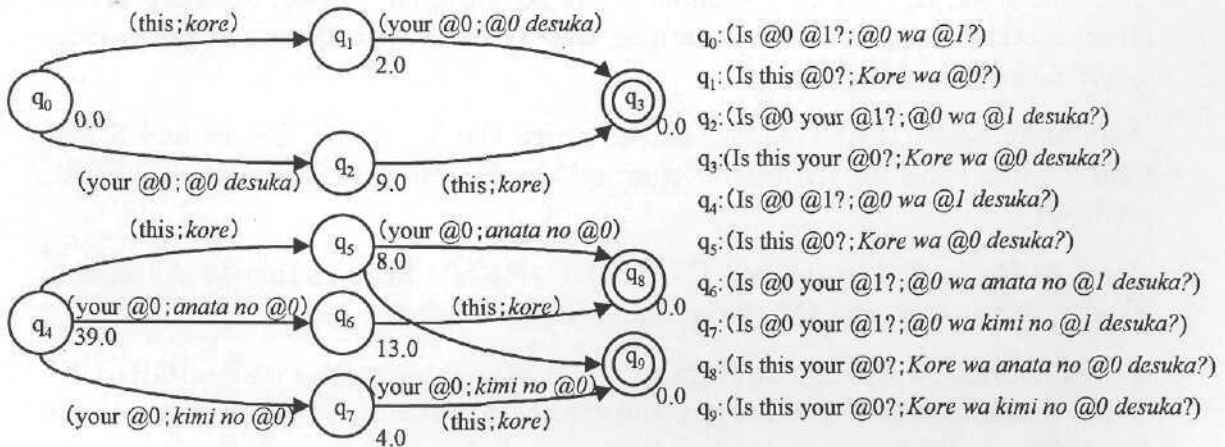 (this;kore)
q1
2.0
(your @0;@0 desuka)
q0
0.0
q3
0.0
q2
9.0
(your @0;@0 desuka)
(this;kore)
(this;kore)
q5
8.0
(your @0;anata no @0)
q8
0.0
q4
39.0
(your @0;anata no @0)
q6
13.0
(this;kore)
q9
0.0
(your @0;kimi no @0)
q7
4.0
(your @0;kimi no @0)
(this;kore)
q0:(Is @0 @1?;@0 wa @1?)
q1:(Is this @0?;Kore wa @0?)
q2:(Is @0 your @1?;@0 wa @1 desuka?)
q3:(Is this your @0?;Kore wa @0 desuka?)
q4:(Is @0 @1?;@0 wa @1 desuka?)
q5:(Is this @0?;Kore wa @0 desuka?)
q6:(Is @0 your @1?;@0 wa anata no @1 desuka?)
q7:(Is @0 your @1?;@0 wa kimi no @1 desuka?)
q8:(Is this your @0?;Kore wa anata no @0 desuka?)
q9:(Is this your @0?;Kore wa kimi no @0 desuka?)